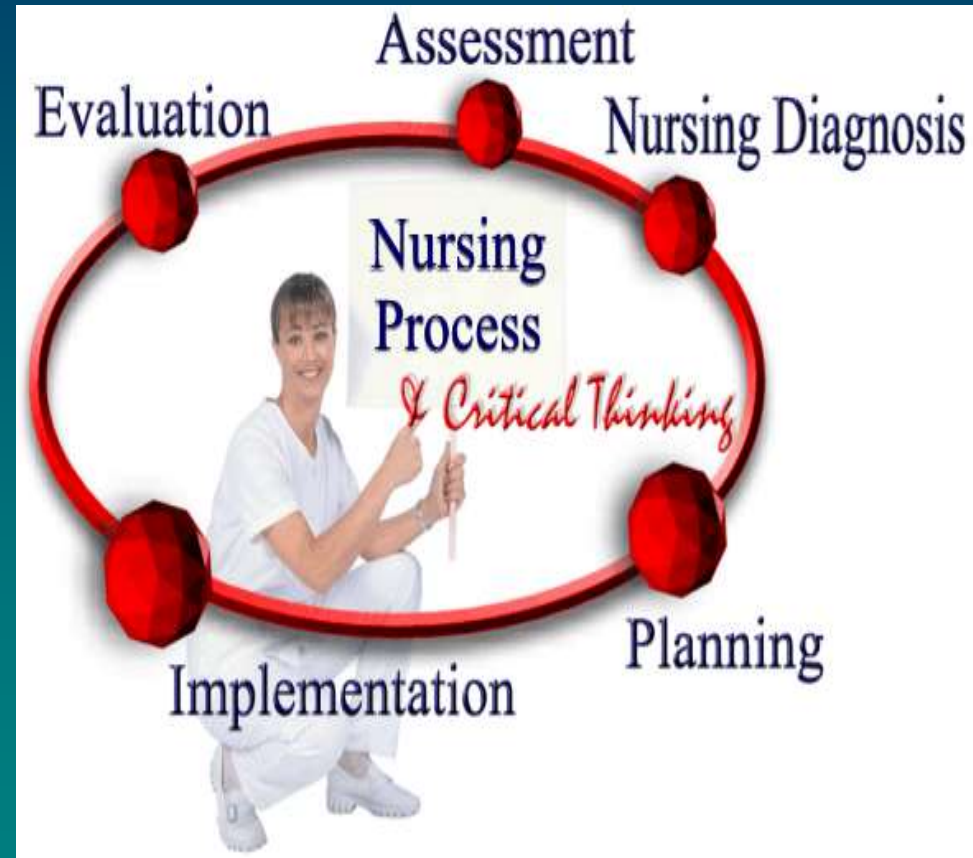 Assessment
Evaluation
Nursing Diagnosis
Nursing
Process
& Critical Thinking
Planning
Implementation